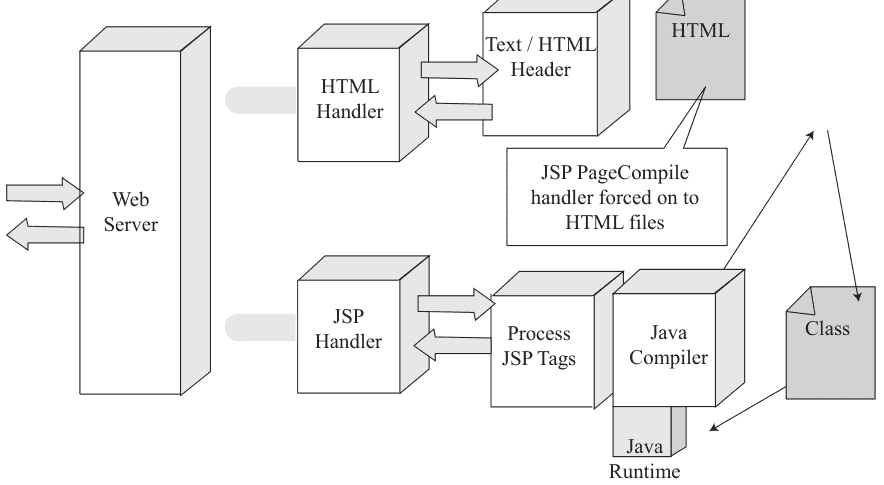 Web
Server
HTML
Handler
Text / HTML
Header
HTML
JSP PageCompile
handler forced on to
HTML files
JSP
Handler
Process
JSP Tags
Java
Compiler
Class
Java
Runtime